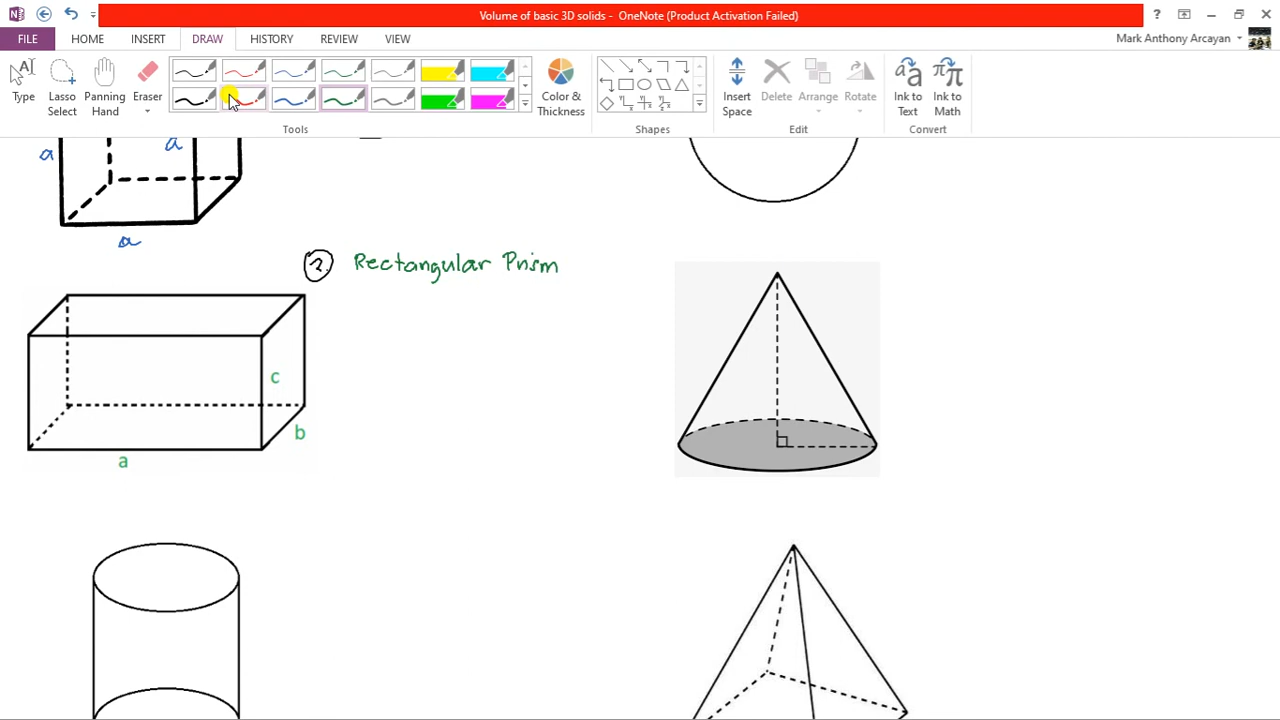 Volume of basic 3D solids - OneNote (Product Activation Failed)
?
FILE HOME INSERT DRAW HISTORY REVIEW VIEW
Mark Anthony Arcayan
Type
Lasso Select
Panning Hand
Eraser
Color & Thickness
Insert Space
Delete
Arrange
Rotate
Ink to Text
Ink to Math
Tools
Shapes
Edit
Convert
a
a
a
2. Rectangular Prism
c
b
a